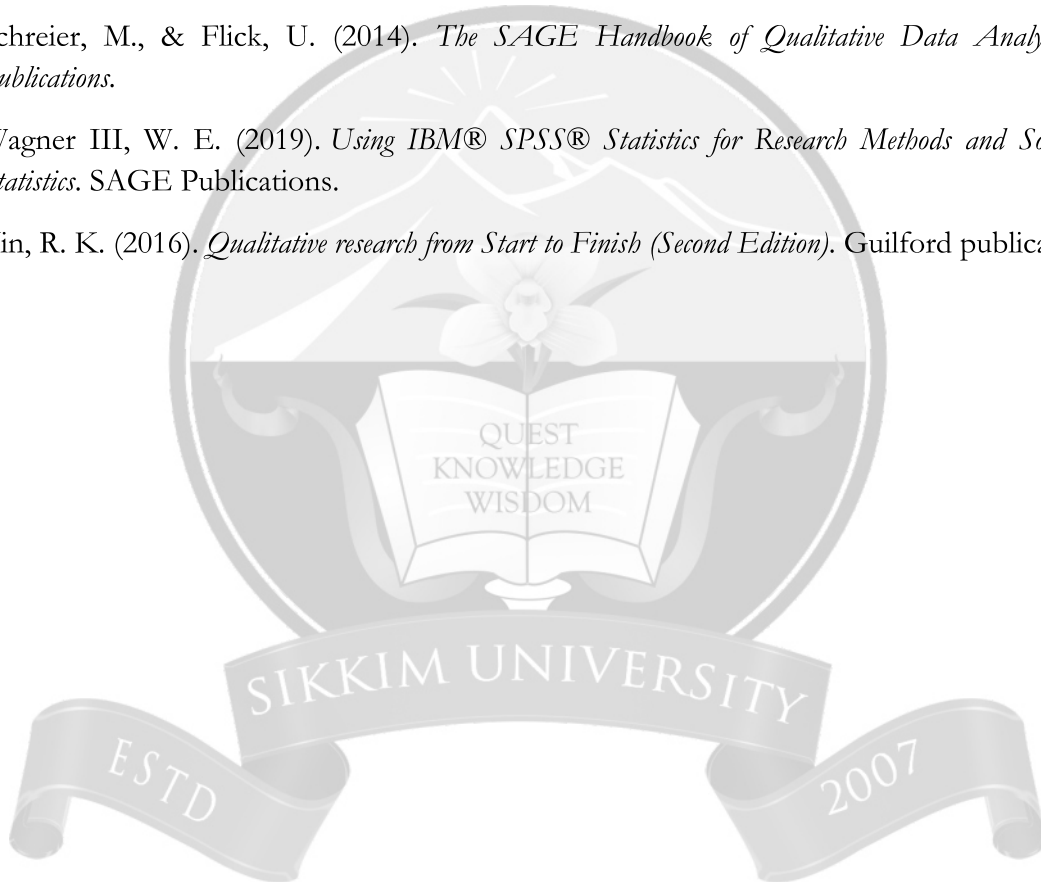 chreier, M., & Flick, U. (2014). The SAGE Handbook of Qualitative Data Analy
ublications.
Vagner III, W. E. (2019). Using IBM® SPSS® Statistics for Research Methods and So
tatistics. SAGE Publications.
in, R. K. (2016). Qualitative research from Start to Finish (Second Edition). Guilford publica
QUEST
KNOWLEDGE
WISDOM
SIKKIM UNIVERSITY
ESTD
2007